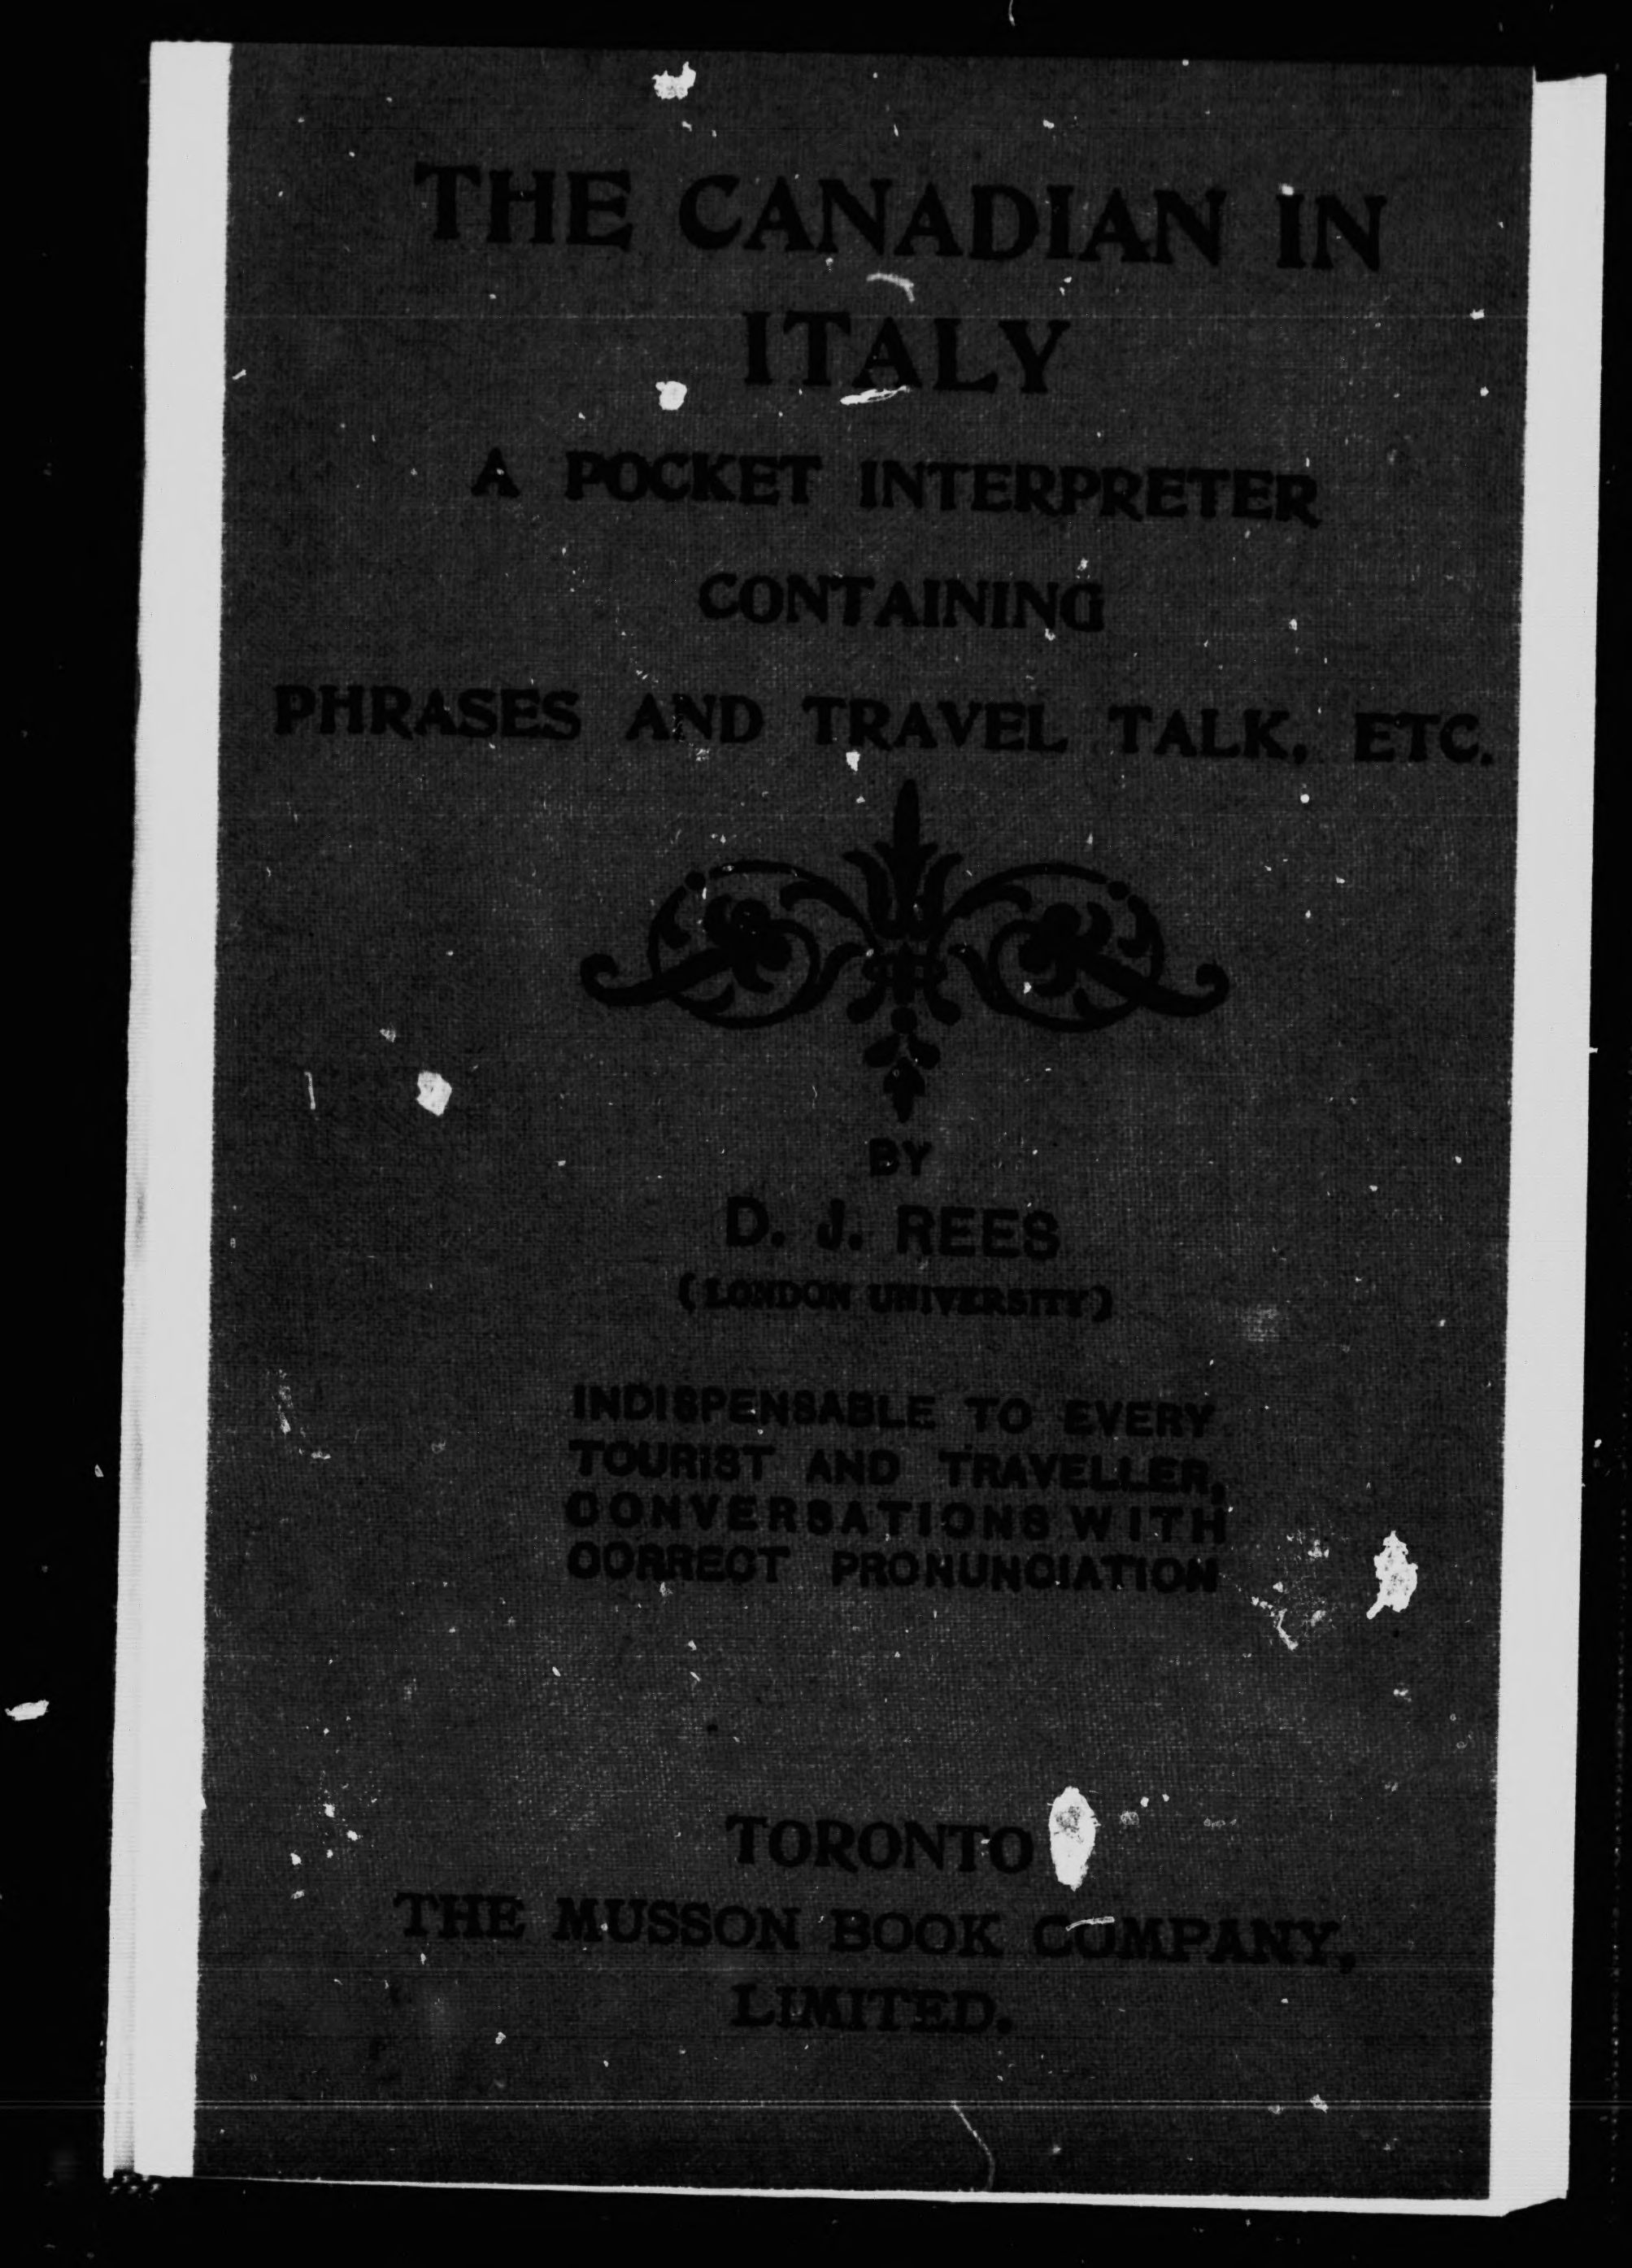 THE CANADIAN IN
ITALY
A POCKET INTERPRETER
CONTAINING
PHRASES AND TRAVEL TALK, ETC.
BY
D. J. REES
(LONDON UNIVERSITY)
INDISPENSABLE TO EVERY
TOURIST AND TRAVELLER,
CONVERSATIONS WITH
CORRECT PRONUNCIATION
TORONTO
THE MUSSON BOOK COMPANY,
LIMITED.